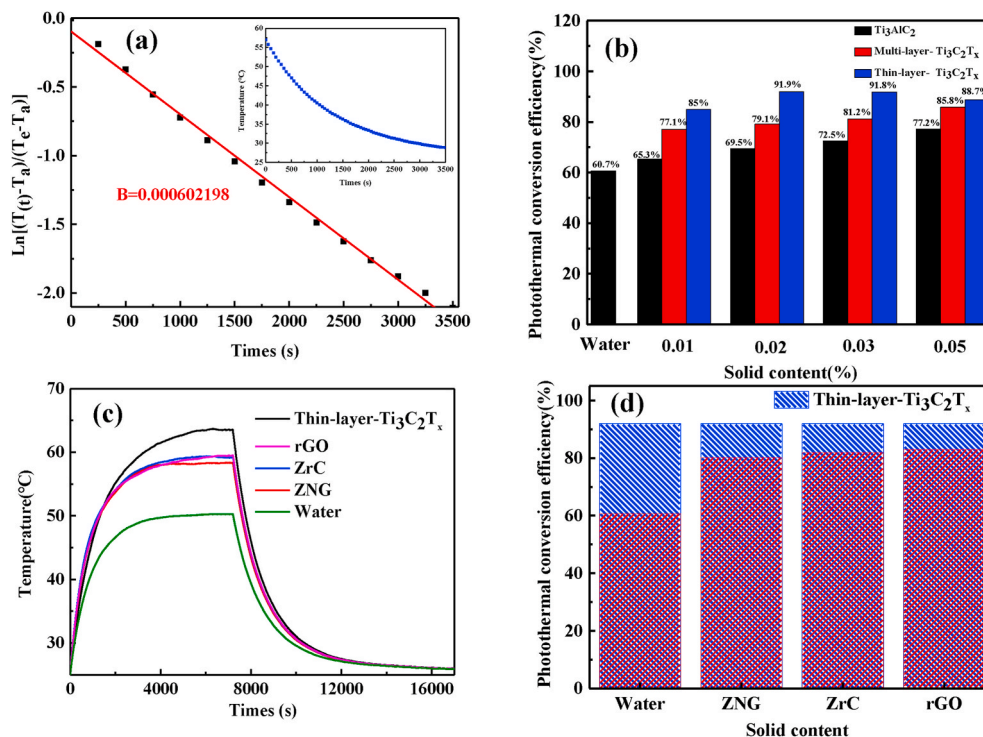 (a)
0.0
-0.5
-1.0
-1.5
-2.0
Ln[(T(t)-Ta)/(Te-Ta)]
B=0.000602198
0 500 1000 1500 2000 2500 3000 3500
Times (s)
60
55
50
45
40
35
30
25
Temperature (°C)
0 500 1000 1500 2000 2500 3000 3500
Times (s)
(b)
Ti3AlC2
Multi-layer- Ti3C2Tx
Thin-layer- Ti3C2Tx
120
100
80
60
40
20
0
Photothermal conversion efficiency(%)
60.7%
65.3% 77.1% 85%
69.5% 79.1% 91.9%
72.5% 81.2% 91.8%
77.2% 85.8% 88.7%
Water 0.01 0.02 0.03 0.05
Solid content(%)
(c)
70
60
50
40
30
Temperature(°C)
Thin-layer-Ti3C2Tx
rGO
ZrC
ZNG
Water
0 4000 8000 12000 16000
Times (s)
(d)
Thin-layer-Ti3C2Tx
100
80
60
40
20
0
Photothermal conversion efficiency(%)
Water ZNG ZrC rGO
Solid content